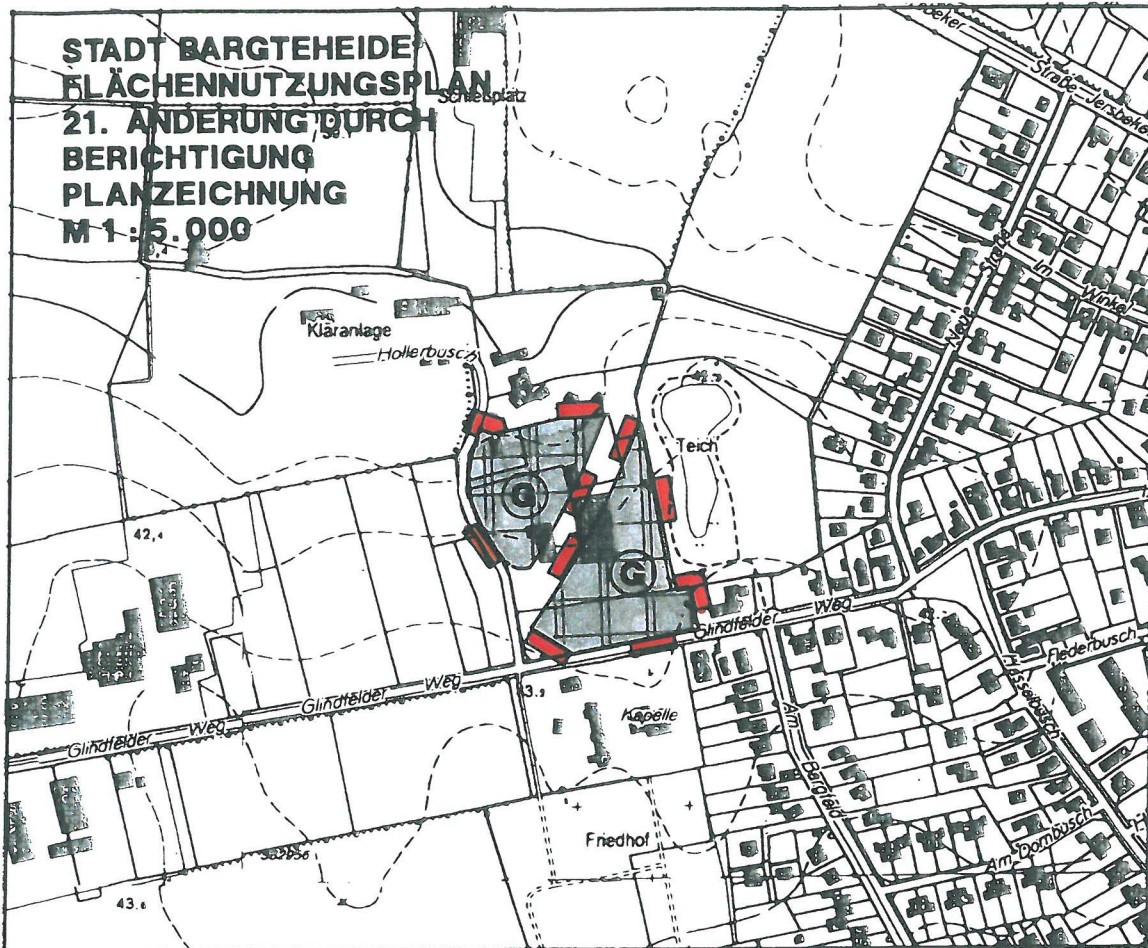 STADT BARGTEHEIDE
FLÄCHENNUTZUNGSPLAN
21. ÄNDERUNG DURCH
BERICHTIGUNG
PLANZEICHNUNG
M 1 : 5.000
Schießplatz
Straße-Jersbeker
Neue Straße
Im Winkel
Kläranlage
Hollerbusch
Teich
G
G
42,4
Glindfelder Weg
Glindfelder Weg
Glindfelder Weg
3,9
Kapelle
Am Bargfeld
Hasselbusch
Flederbusch
Friedhof
Am Dornbusch
43,6